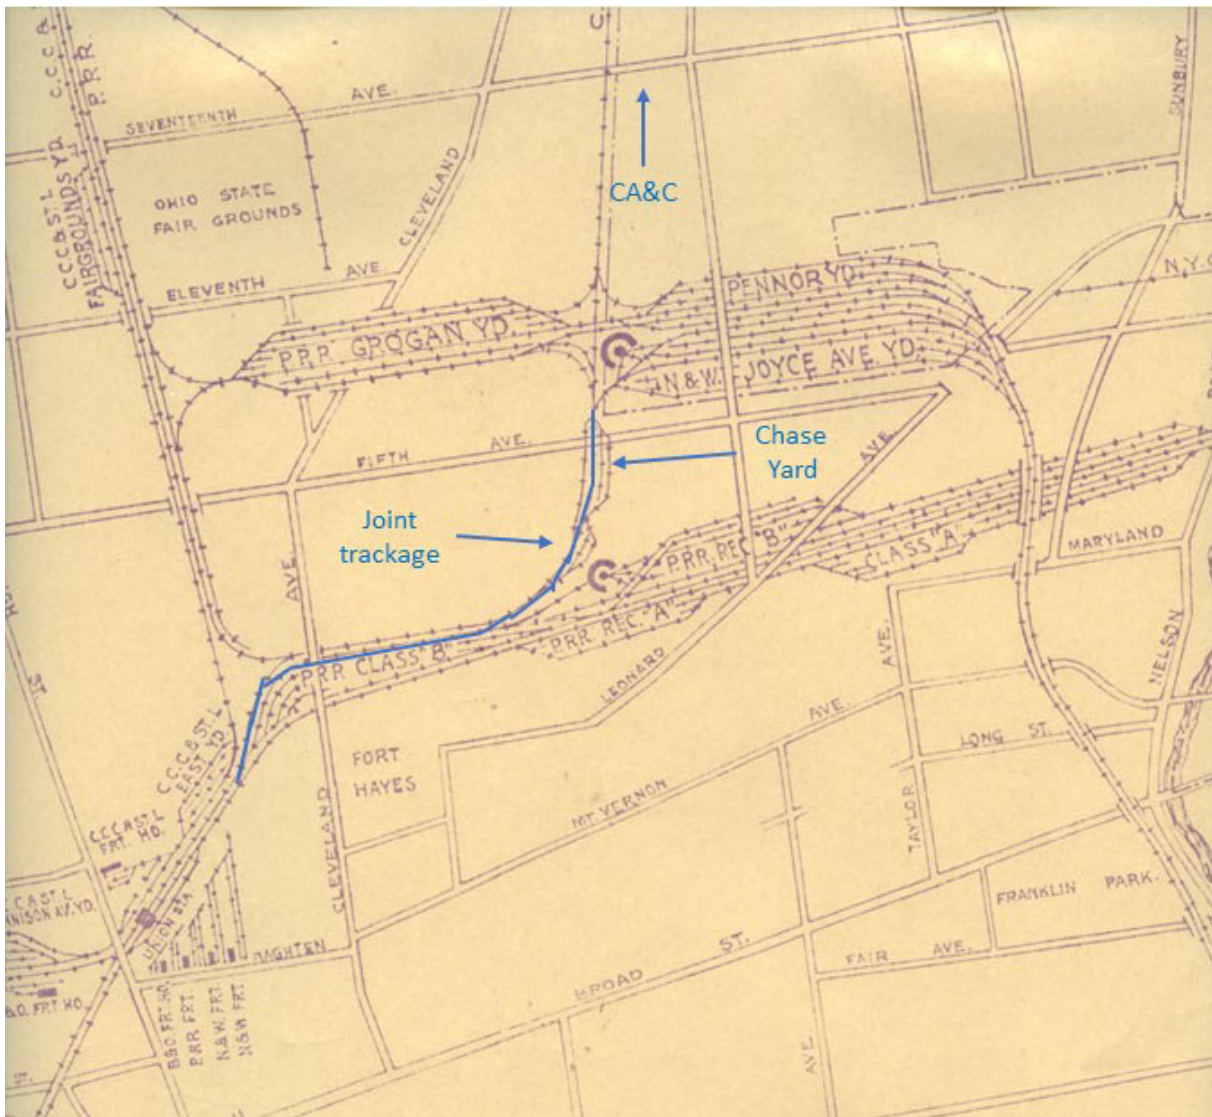 C.C.C &
P.R.R.
C
SUNBURY
SEVENTEENTH AVE.
CA&C
CLEVELAND
OHIO STATE
FAIR GROUNDS
C.C.C & ST. L
FAIRGROUNDS YD.
ELEVENTH AVE
PENNOR YD.
N.Y.C
P.R.R. GROGAN YD.
N & W. JOYCE AVE. YD.
FIFTH AVE.
Chase
Yard
AVE
Joint
trackage
P.R.R. REC. "B"
CLASS "A"
MARYLAND
AVE.
P.R.R. REC. "A"
P.R.R CLASS "B"
LEONARD
AVE.
NELSON
ST.
C.C.C & ST. L
EAST YD.
FORT
HAYES
AVE.
LONG ST.
MT. VERNON
TAYLOR
C.C.C & ST. L
FRT. HO.
CLEVELAND
FRANKLIN PARK.
UNION STA
NAGHTEN
ST.
FAIR AVE.
BROAD
B&O FRT. HO.
P.R.R FRT.
N&W. FRT
N&W FRT
AVE
ST.